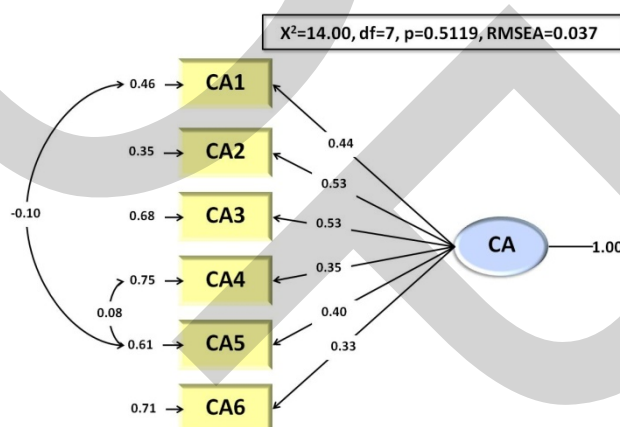 X²=14.00, df=7, p=0.5119, RMSEA=0.037
0.46 CA1
0.44
0.35 CA2
0.53
-0.10
0.68 CA3
0.53
CA
1.00
0.75 CA4
0.35
0.08
0.40
0.61 CA5
0.33
0.71 CA6